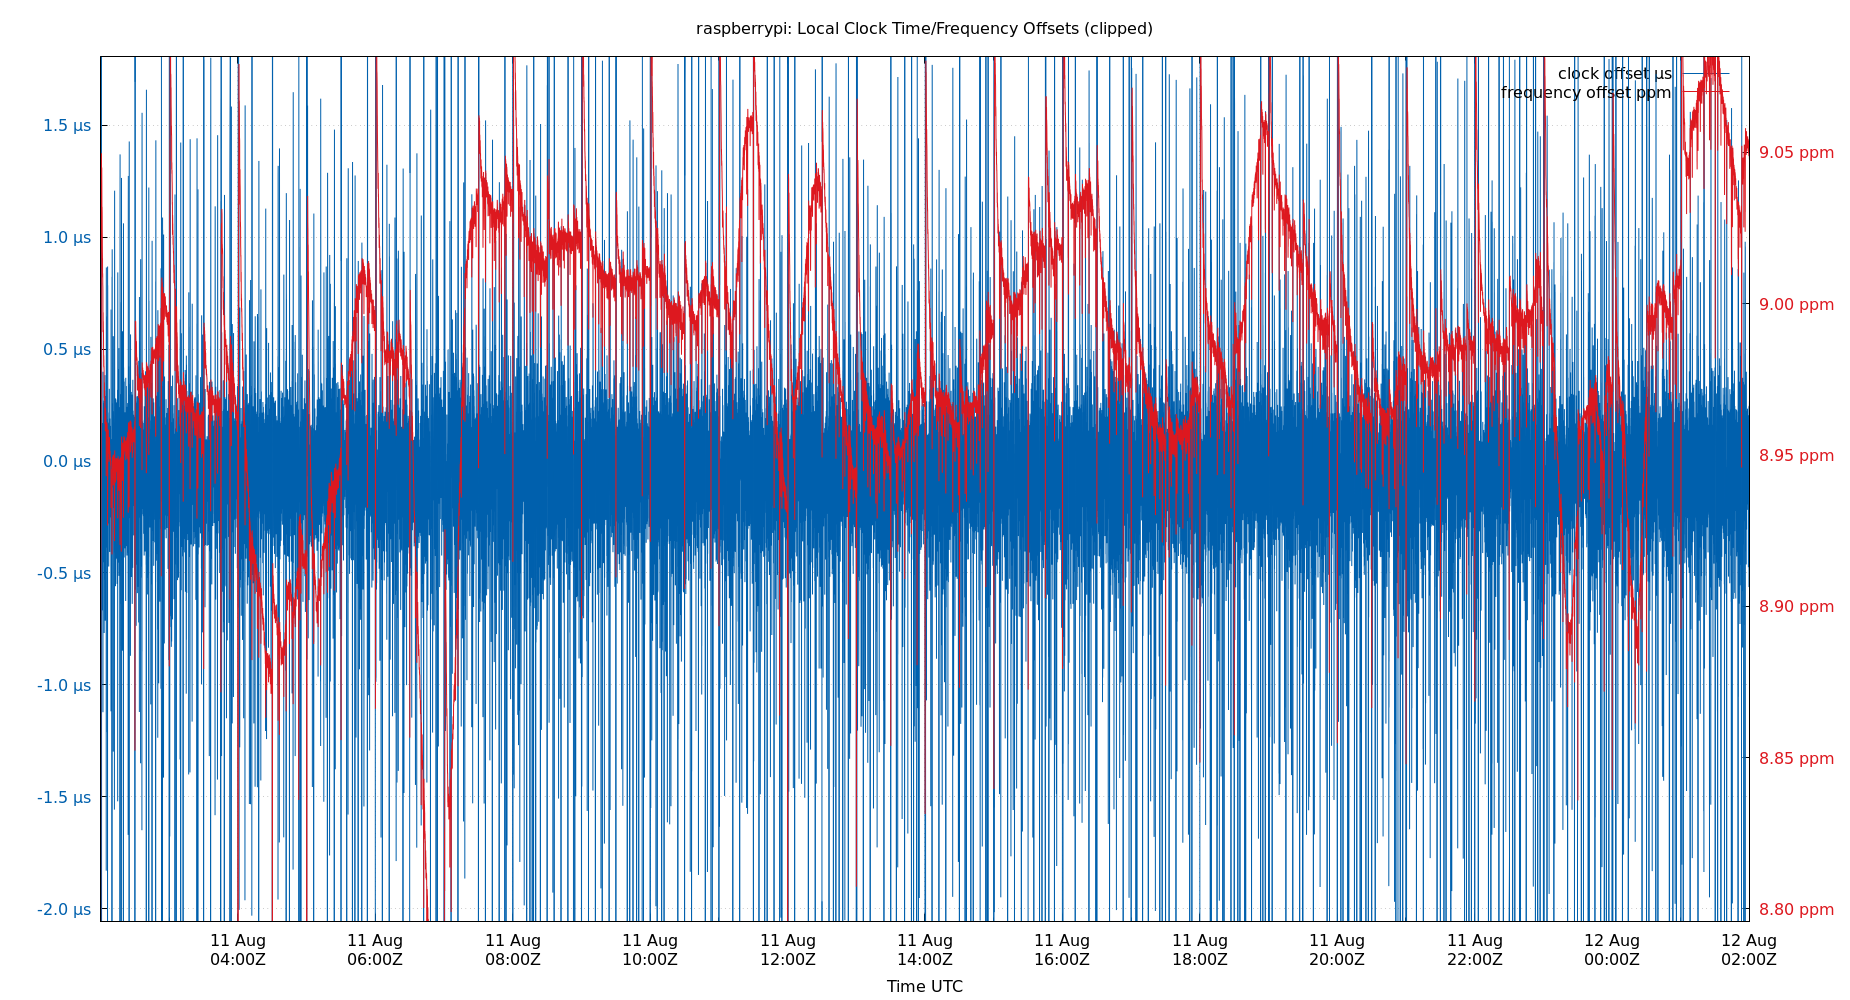 raspberrypi: Local Clock Time/Frequency Offsets (clipped)
clock offset µs
frequency offset ppm
1.5 µs
1.0 µs
0.5 µs
0.0 µs
-0.5 µs
-1.0 µs
-1.5 µs
-2.0 µs
9.05 ppm
9.00 ppm
8.95 ppm
8.90 ppm
8.85 ppm
8.80 ppm
11 Aug
04:00Z
11 Aug
06:00Z
11 Aug
08:00Z
11 Aug
10:00Z
11 Aug
12:00Z
11 Aug
14:00Z
11 Aug
16:00Z
11 Aug
18:00Z
11 Aug
20:00Z
11 Aug
22:00Z
12 Aug
00:00Z
12 Aug
02:00Z
Time UTC